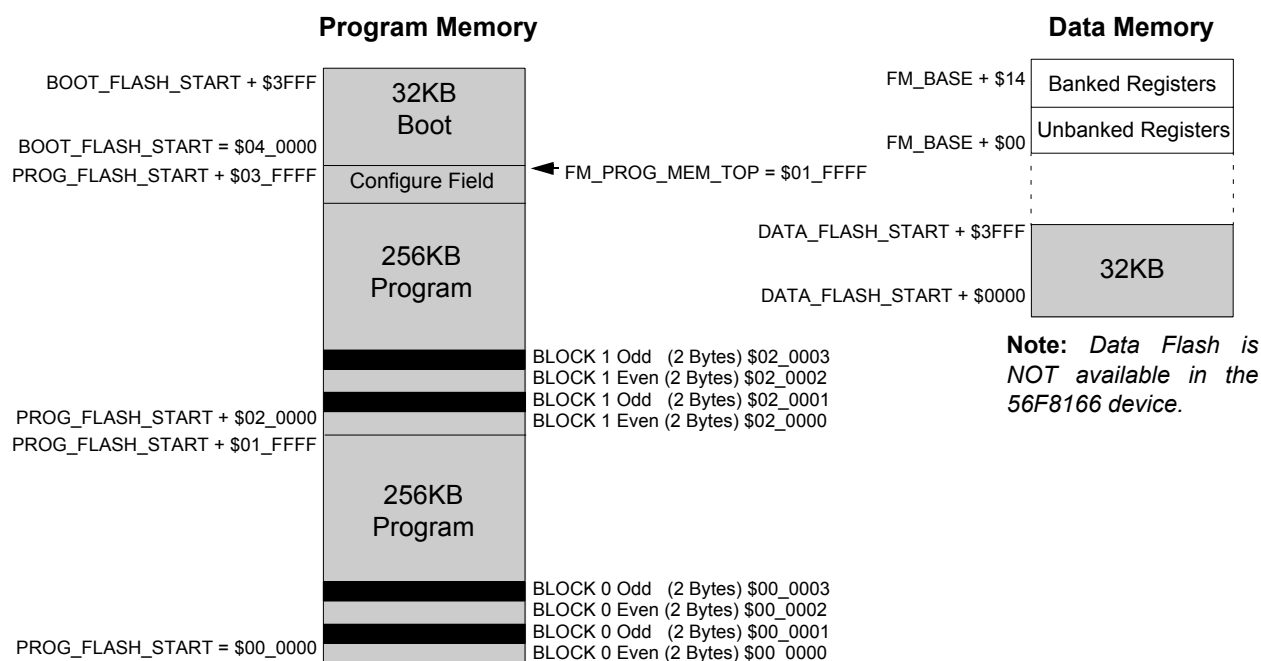 Program Memory
Data Memory
BOOT_FLASH_START + $3FFF
32KB
Boot
BOOT_FLASH_START = $04_0000
PROG_FLASH_START + $03_FFFF
Configure Field
FM_PROG_MEM_TOP = $01_FFFF
256KB
Program
BLOCK 1 Odd (2 Bytes) $02_0003
BLOCK 1 Even (2 Bytes) $02_0002
BLOCK 1 Odd (2 Bytes) $02_0001
BLOCK 1 Even (2 Bytes) $02_0000
PROG_FLASH_START + $02_0000
PROG_FLASH_START + $01_FFFF
256KB
Program
BLOCK 0 Odd (2 Bytes) $00_0003
BLOCK 0 Even (2 Bytes) $00_0002
BLOCK 0 Odd (2 Bytes) $00_0001
BLOCK 0 Even (2 Bytes) $00_0000
PROG_FLASH_START = $00_0000
FM_BASE + $14
Banked Registers
Unbanked Registers
FM_BASE + $00
DATA_FLASH_START + $3FFF
32KB
DATA_FLASH_START + $0000
Note: Data Flash is
NOT available in the
56F8166 device.